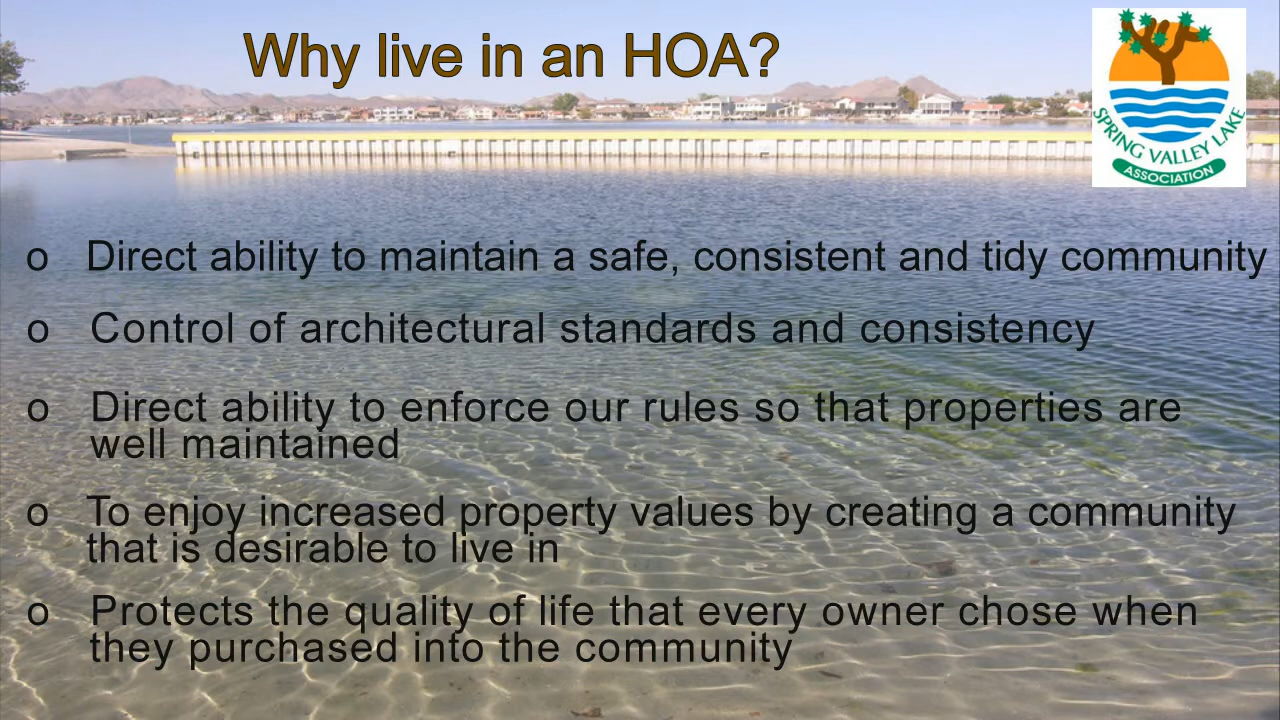 Why live in an HOA?
SPRING VALLEY LAKE
ASSOCIATION
o Direct ability to maintain a safe, consistent and tidy community
o Control of architectural standards and consistency
o Direct ability to enforce our rules so that properties are
well maintained
o To enjoy increased property values by creating a community
that is desirable to live in
o Protects the quality of life that every owner chose when
they purchased into the community